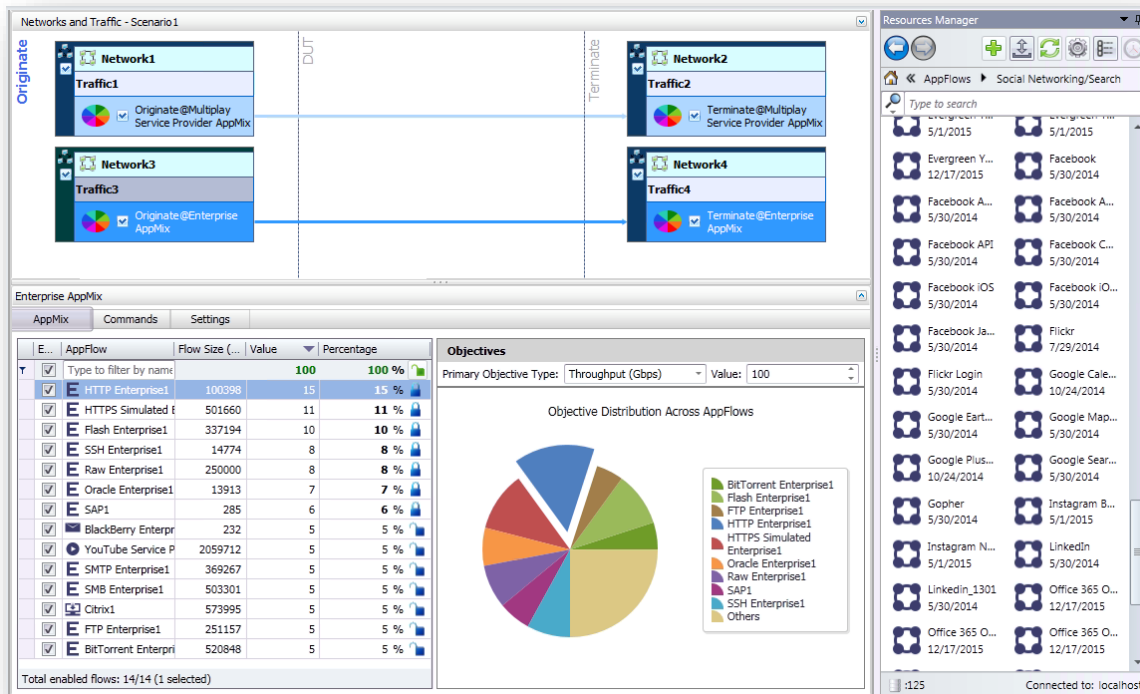 Networks and Traffic - Scenario1
Originate
DUT
Terminate
Network1
Traffic1
Originate@Multiplay
Service Provider AppMix
Network2
Traffic2
Terminate@Multiplay
Service Provider AppMix
Network3
Traffic3
Originate@Enterprise
AppMix
Network4
Traffic4
Terminate@Enterprise
AppMix
Enterprise AppMix
AppMix Commands Settings
E... AppFlow Flow Size (... Value Percentage
Type to filter by name 100 100 %
HTTP Enterprise1 100398 15 15 %
HTTPS Simulated E 501660 11 11 %
Flash Enterprise1 337194 10 10 %
SSH Enterprise1 14774 8 8 %
Raw Enterprise1 250000 8 8 %
Oracle Enterprise1 13913 7 7 %
SAP1 285 6 6 %
BlackBerry Enterpr 232 5 5 %
YouTube Service P 2059712 5 5 %
SMTP Enterprise1 369267 5 5 %
SMB Enterprise1 503301 5 5 %
Citrix1 573995 5 5 %
FTP Enterprise1 251157 5 5 %
BitTorrent Enterpri 520848 5 5 %
Total enabled flows: 14/14 (1 selected)
Objectives
Primary Objective Type: Throughput (Gbps) Value: 100
Objective Distribution Across AppFlows
BitTorrent Enterprise1
Flash Enterprise1
FTP Enterprise1
HTTP Enterprise1
HTTPS Simulated
Enterprise1
Oracle Enterprise1
Raw Enterprise1
SAP1
SSH Enterprise1
Others
Resources Manager
AppFlows Social Networking/Search
Type to search
5/1/2015 5/1/2015
Evergreen Y... Facebook
12/17/2015 5/30/2014
Facebook A... Facebook A...
5/30/2014 5/30/2014
Facebook API Facebook C...
5/30/2014 5/30/2014
Facebook iOS Facebook iO...
5/30/2014 5/30/2014
Facebook Ja... Flickr
5/30/2014 7/29/2014
Flickr Login Google Cale...
5/30/2014 10/24/2014
Google Eart... Google Map...
5/30/2014 5/30/2014
Google Plus... Google Sear...
10/24/2014 5/30/2014
Gopher Instagram B...
5/30/2014 5/1/2015
Instagram N... LinkedIn
5/1/2015 5/30/2014
Linkedin_1301 Office 365 O...
5/30/2014 12/17/2015
Office 365 O... Office 365 O...
12/17/2015 12/17/2015
:125 Connected to: localhost